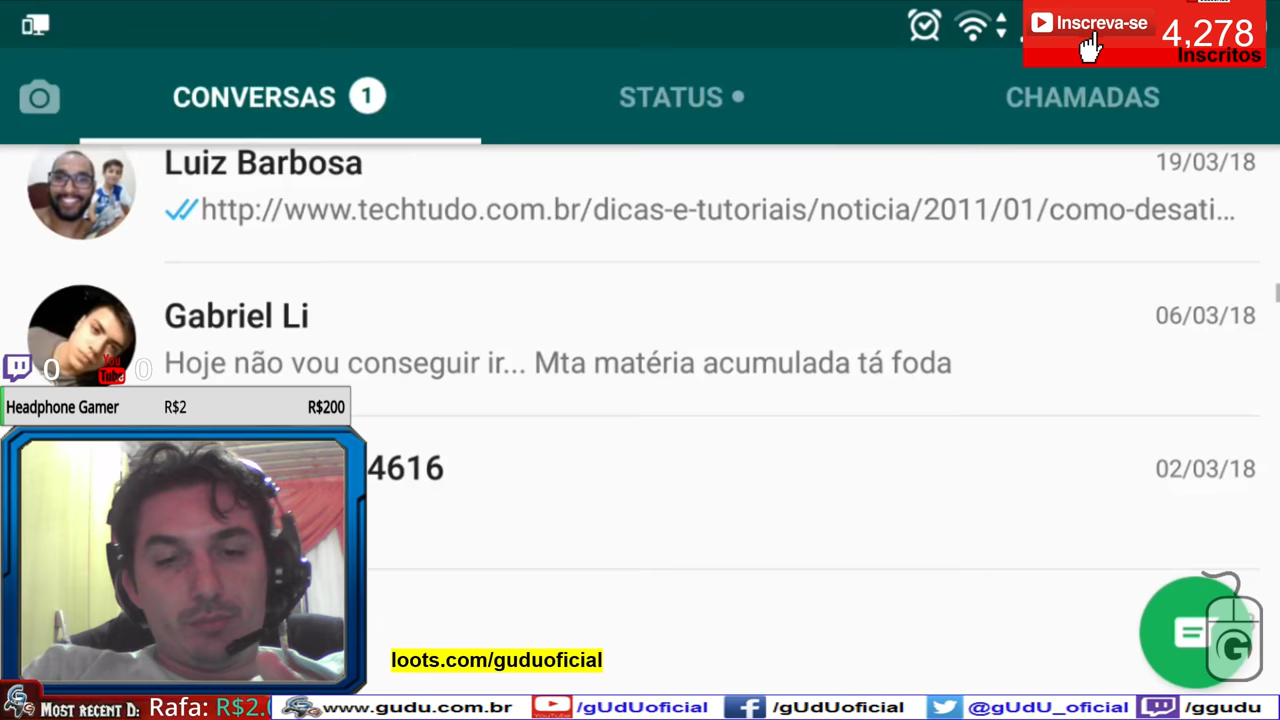 Inscreva-se
4,278
Inscritos
CONVERSAS 1
STATUS
CHAMADAS
Luiz Barbosa
19/03/18
http://www.techtudo.com.br/dicas-e-tutoriais/noticia/2011/01/como-desati...
Gabriel Li
06/03/18
Hoje não vou conseguir ir... Mta matéria acumulada tá foda
0
You Tube 0
Headphone Gamer R$2 R$200
4616
02/03/18
G
loots.com/guduoficial
Most recent D: Rafa: R$2.
www.gudu.com.br
YouTube /gUdUoficial
/gUdUoficial
@gUdU_oficial
/ggudu